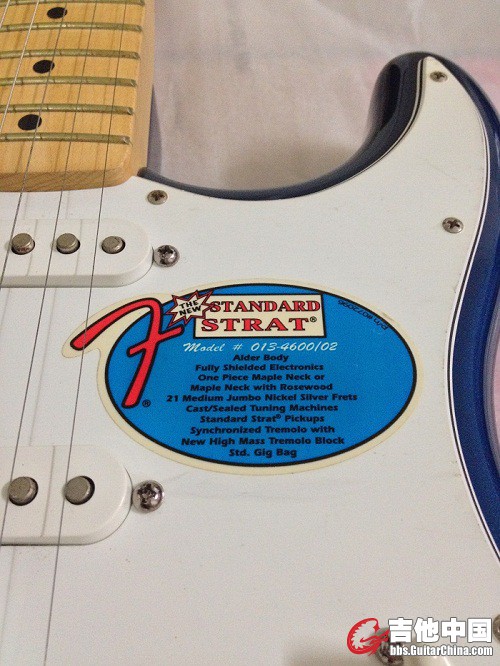 THE NEW
STANDARD
STRAT®
Model # 013-4600/02
Alder Body
Fully Shielded Electronics
One Piece Maple Neck or
Maple Neck with Rosewood
21 Medium Jumbo Nickel Silver Frets
Cast/Sealed Tuning Machines
Standard Strat® Pickups
Synchronized Tremolo with
New High Mass Tremolo Block
Std. Gig Bag
®
吉他中国
bbs.GuitarChina.com